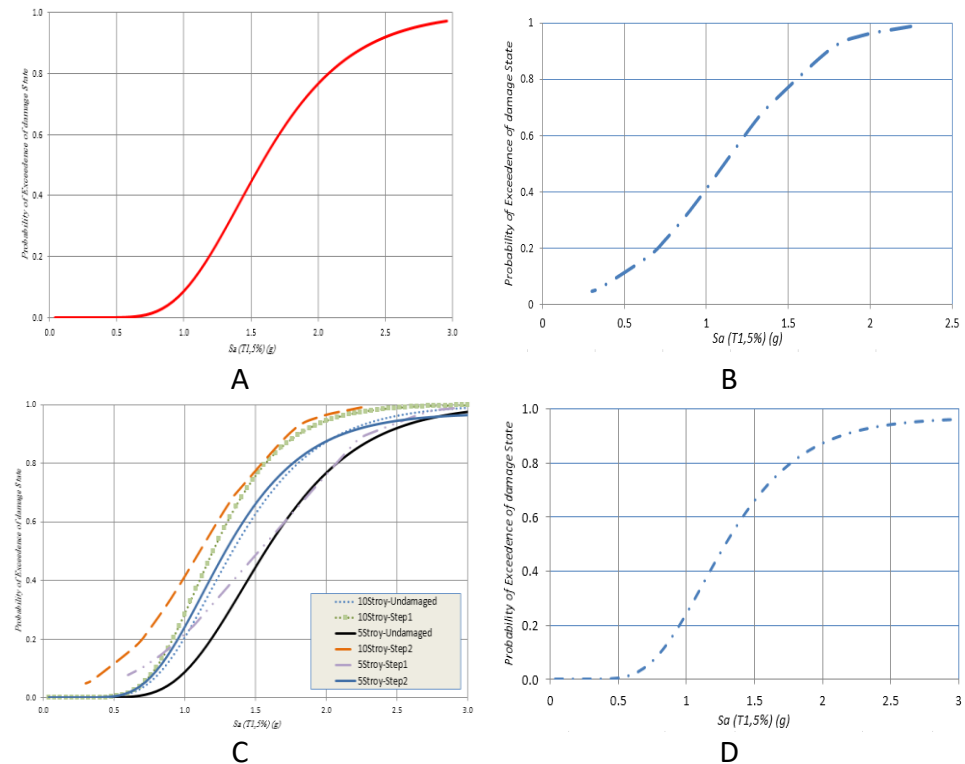 Probability of Exceedence of damage State
1.0
0.8
0.6
0.4
0.2
0.0
0.0 0.5 1.0 1.5 2.0 2.5 3.0
Sa (T1,5%) (g)
A
Probability of Exceedence of damage State
1
0.8
0.6
0.4
0.2
0
0 0.5 1 1.5 2 2.5
Sa (T1,5%) (g)
B
Probability of Exceedence of damage State
1.0
0.8
0.6
0.4
0.2
0.0
0.0 0.5 1.0 1.5 2.0 2.5 3.0
Sa (T1,5%) (g)
10Stroy-Undamaged
10Stroy-Step1
5Stroy-Undamaged
10Stroy-Step2
5Stroy-Step1
5Stroy-Step2
C
Probability of Exceedence of damage State
1.0
0.8
0.6
0.4
0.2
0.0
0 0.5 1 1.5 2 2.5 3
Sa (T1,5%) (g)
D